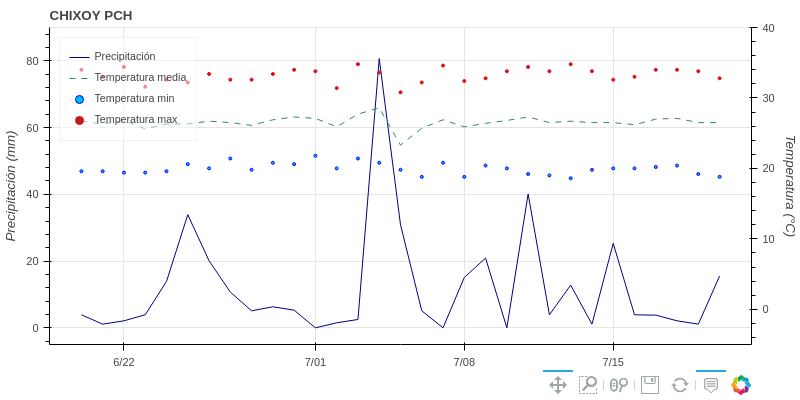 CHIXOY PCH
Precipitación
Temperatura media
Temperatura min
Temperatura max
Precipitación (mm)
80
60
40
20
0
Temperatura (°C)
40
30
20
10
0
6/22
7/01
7/08
7/15